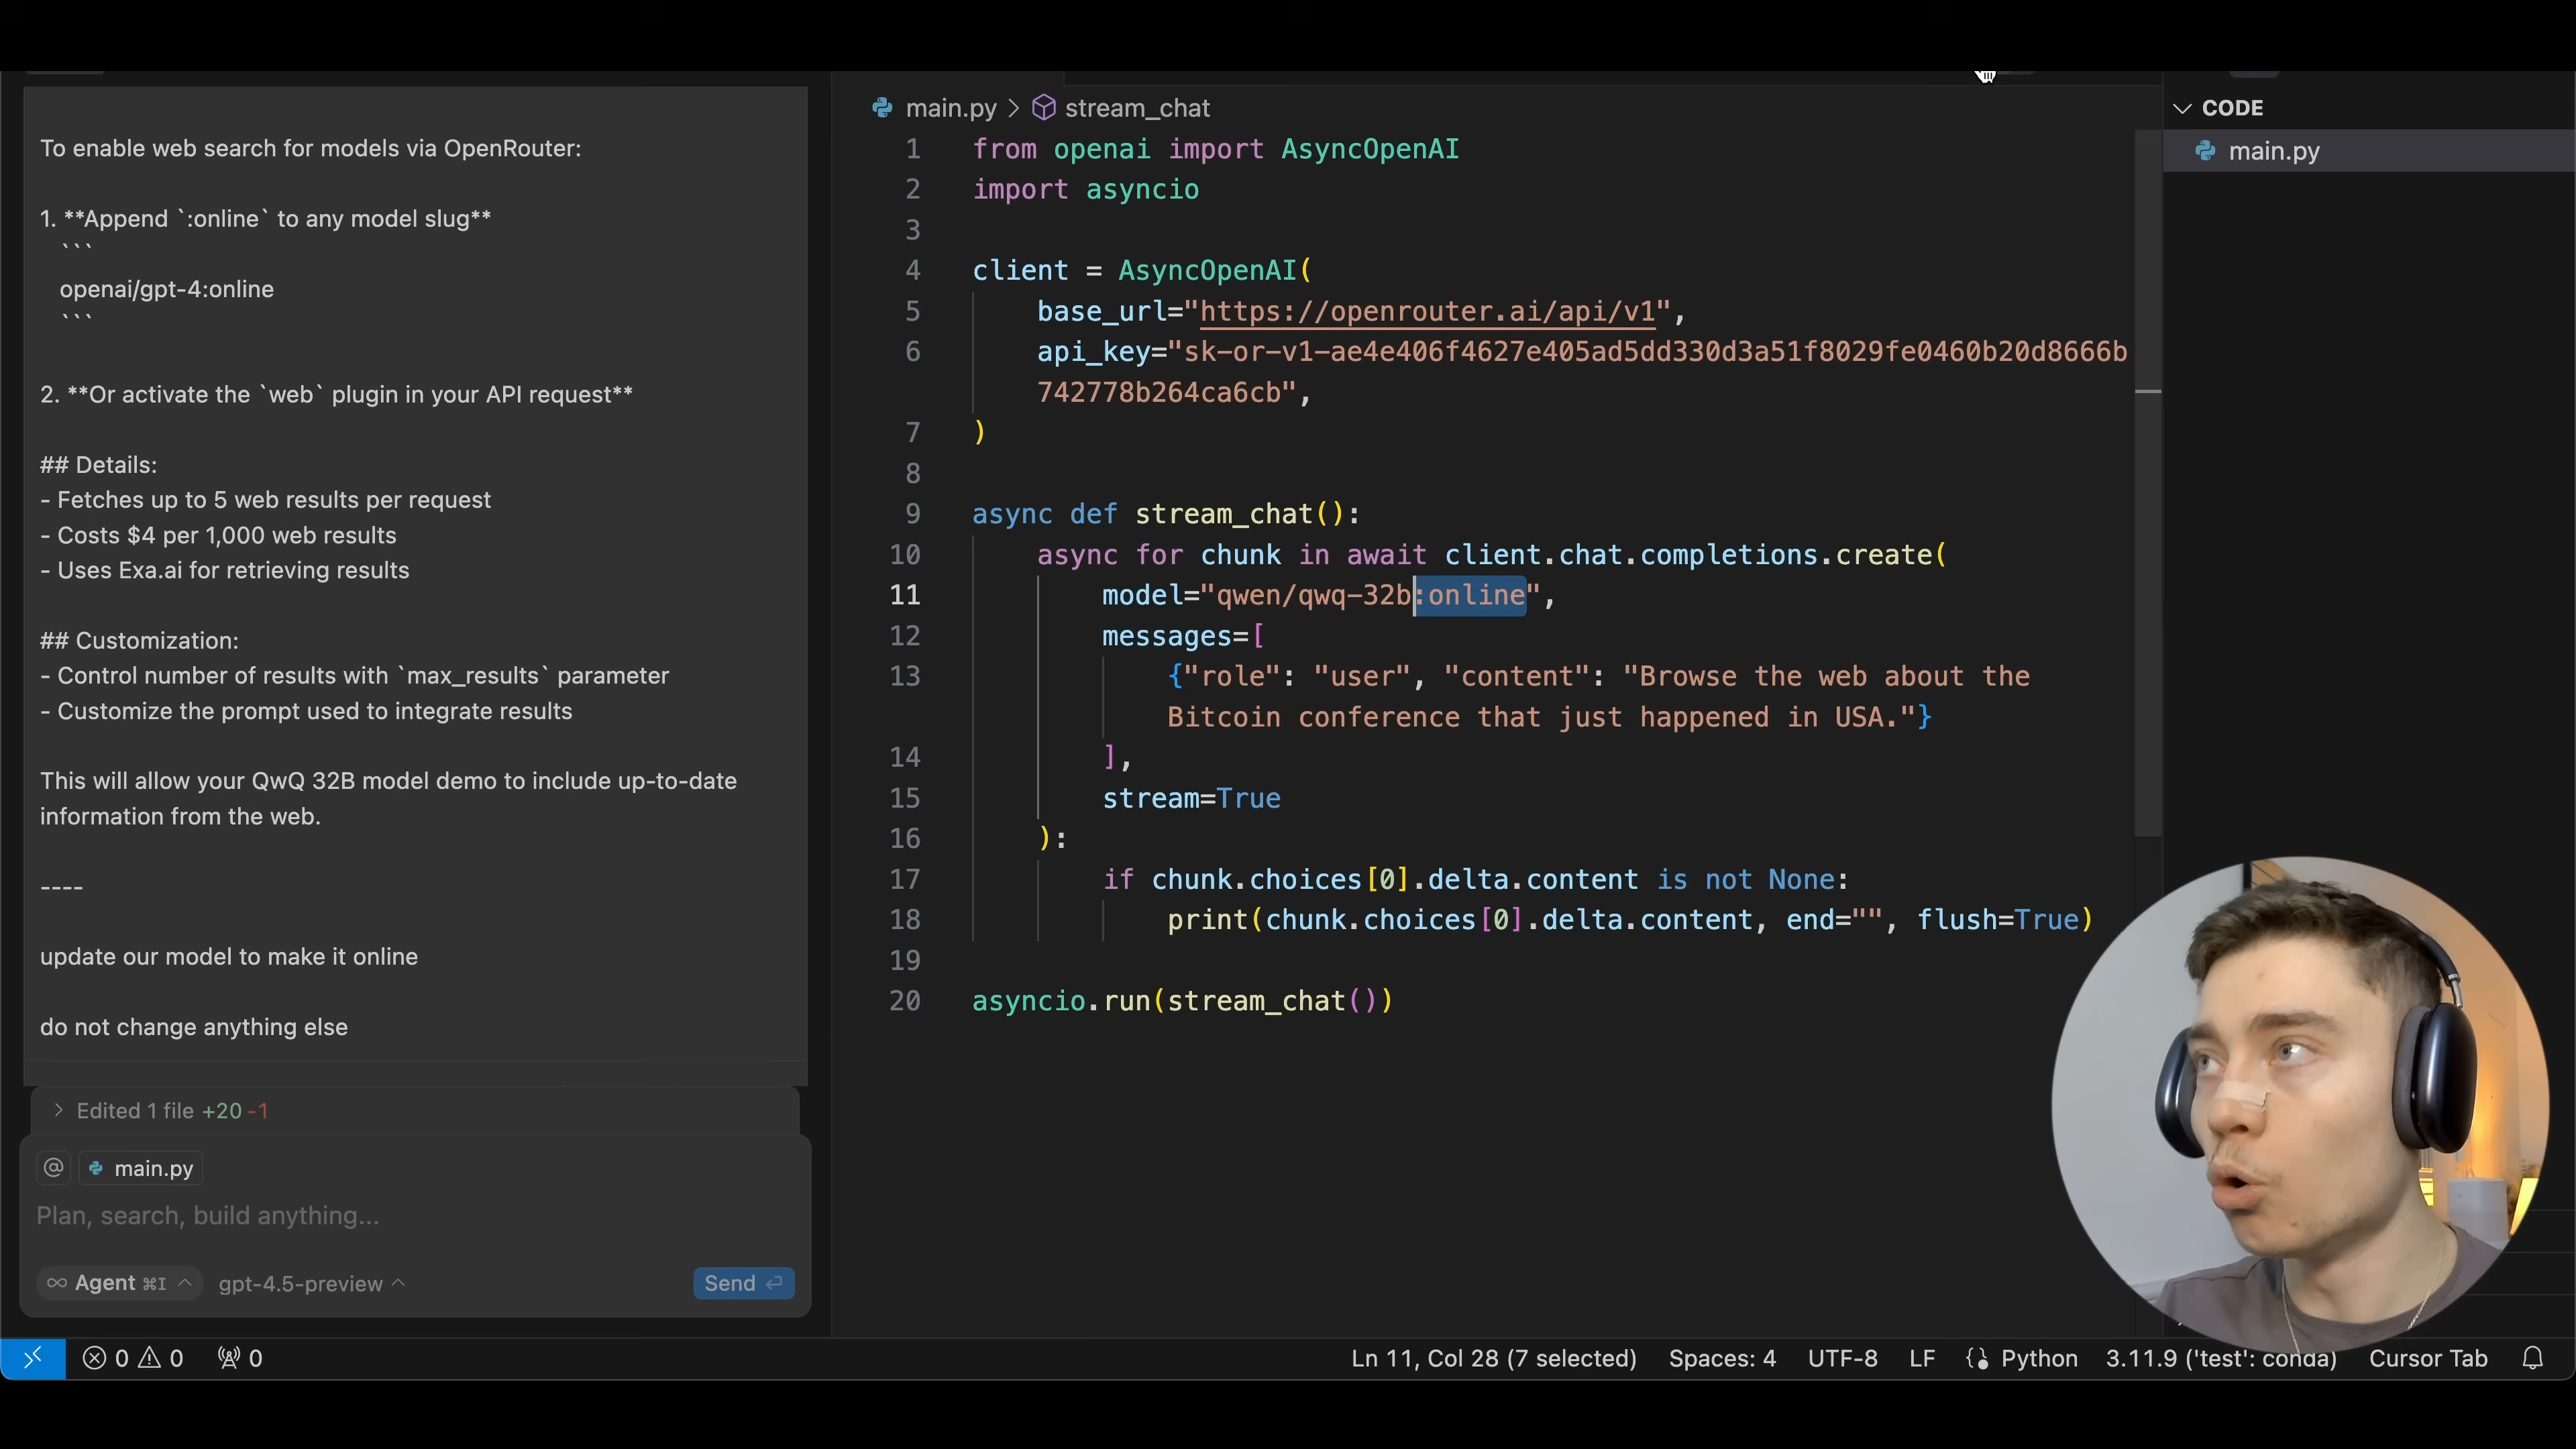 To enable web search for models via OpenRouter:
1. **Append `:online` to any model slug**
```
openai/gpt-4:online
```
2. **Or activate the `web` plugin in your API request**
## Details:
- Fetches up to 5 web results per request
- Costs $4 per 1,000 web results
- Uses Exa.ai for retrieving results
## Customization:
- Control number of results with `max_results` parameter
- Customize the prompt used to integrate results
This will allow your QwQ 32B model demo to include up-to-date
information from the web.
----
update our model to make it online
do not change anything else
Edited 1 file +20 -1
@ main.py
Plan, search, build anything...
Agent ⌘I gpt-4.5-preview Send
main.py > stream_chat
1 from openai import AsyncOpenAI
2 import asyncio
3
4 client = AsyncOpenAI(
5 base_url="https://openrouter.ai/api/v1",
6 api_key="sk-or-v1-ae4e406f4627e405ad5dd330d3a51f8029fe0460b20d8666b
742778b264ca6cb",
7 )
8
9 async def stream_chat():
10 async for chunk in await client.chat.completions.create(
11 model="qwen/qwq-32b:online",
12 messages=[
13 {"role": "user", "content": "Browse the web about the
Bitcoin conference that just happened in USA."}
14 ],
15 stream=True
16 ):
17 if chunk.choices[0].delta.content is not None:
18 print(chunk.choices[0].delta.content, end="", flush=True)
19
20 asyncio.run(stream_chat())
CODE
main.py
0 0 0
Ln 11, Col 28 (7 selected) Spaces: 4 UTF-8 LF Python 3.11.9 ('test': conda) Cursor Tab